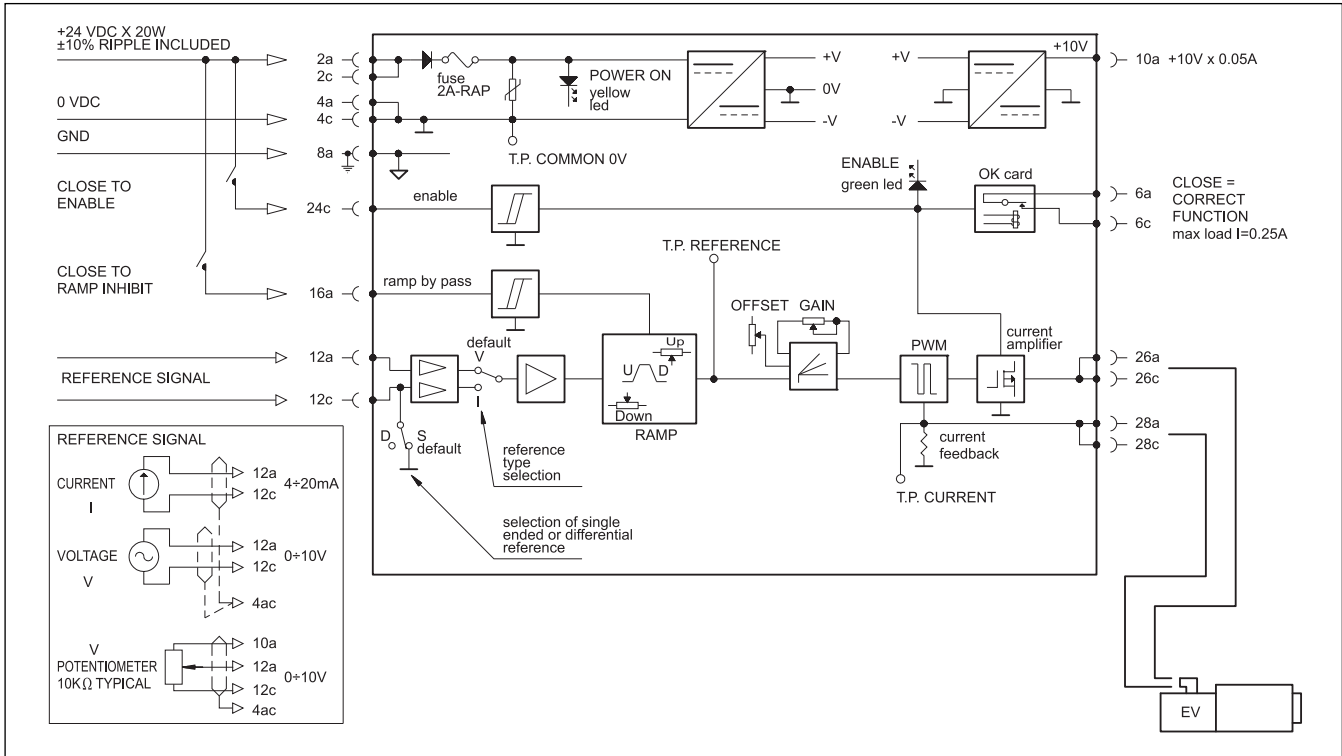 +24 VDC X 20W
±10% RIPPLE INCLUDED
0 VDC
GND
CLOSE TO
ENABLE
CLOSE TO
RAMP INHIBIT
REFERENCE SIGNAL
2a
2c
4a
4c
8a
24c
16a
12a
12c
fuse
2A-RAP
POWER ON
yellow
led
T.P. COMMON 0V
+V
0V
-V
+V
-V
+10V
10a +10V x 0.05A
enable
ENABLE
green led
OK card
6a
6c
CLOSE =
CORRECT
FUNCTION
max load I=0.25A
ramp by pass
T.P. REFERENCE
OFFSET
GAIN
default
V
I
Up
U
D
Down
RAMP
PWM
current
amplifier
26a
26c
28a
28c
D
S
default
reference
type
selection
selection of single
ended or differential
reference
current
feedback
T.P. CURRENT
REFERENCE SIGNAL
CURRENT
I
12a
12c
4÷20mA
VOLTAGE
V
12a
12c
0÷10V
4ac
V
POTENTIOMETER
10KΩ TYPICAL
10a
12a
12c
0÷10V
4ac
EV